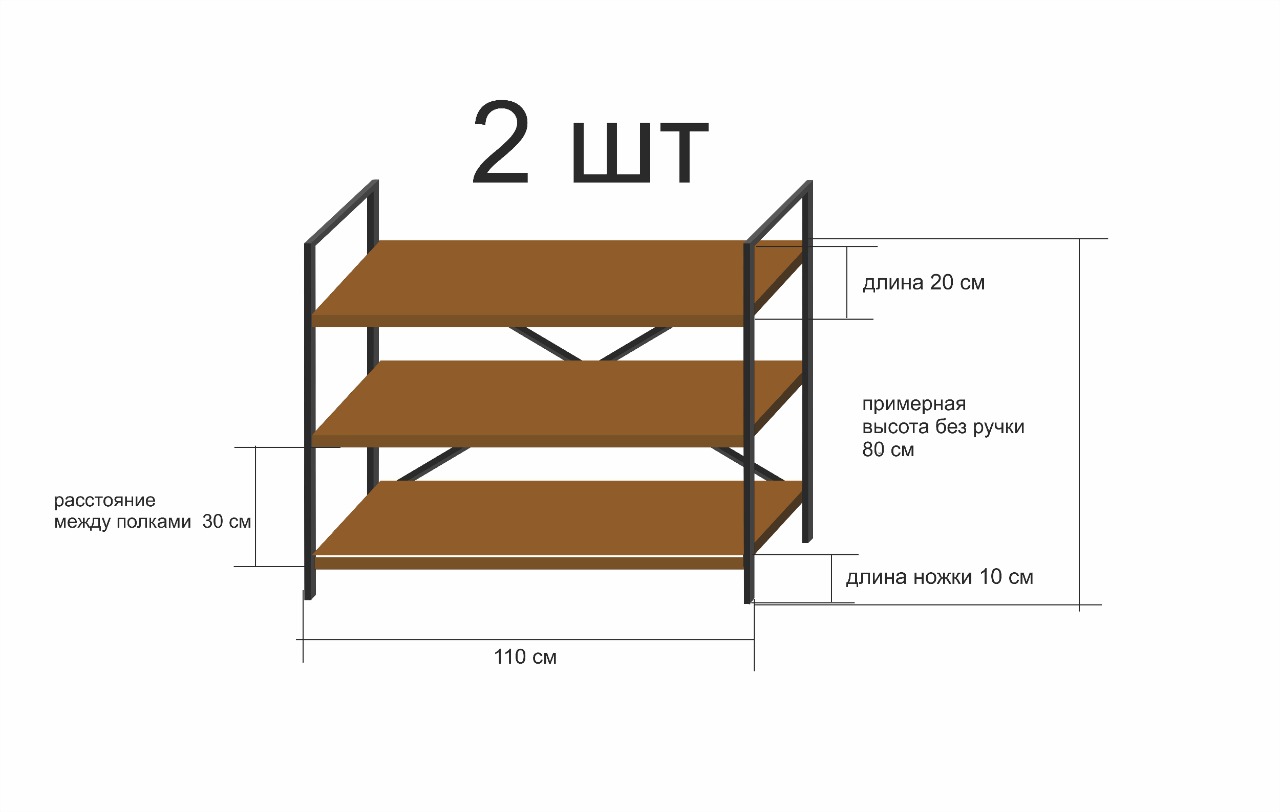 2 шт
длина 20 см
примерная
высота без ручки
80 см
расстояние
между полками 30 см
длина ножки 10 см
110 см